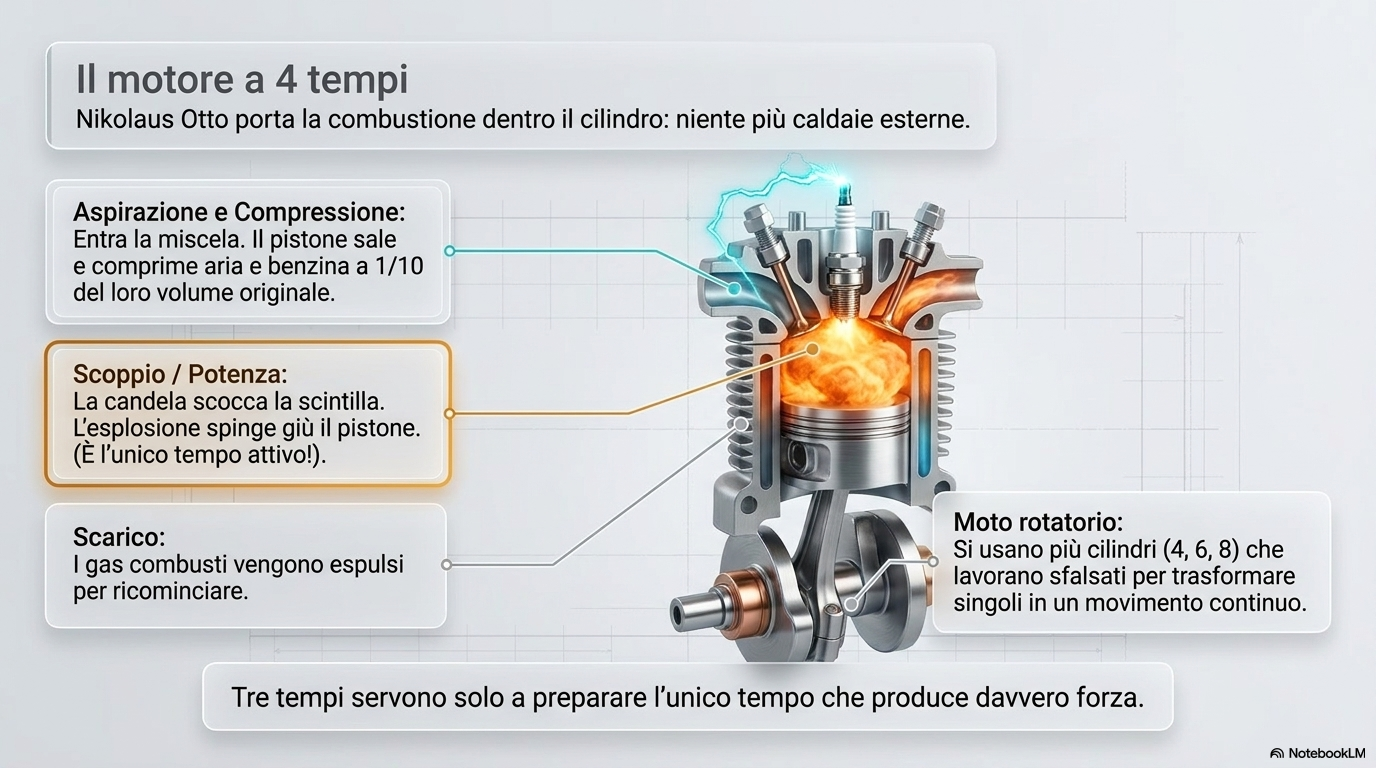 Il motore a 4 tempi
Nikolaus Otto porta la combustione dentro il cilindro: niente più caldaie esterne.
Aspirazione e Compressione:
Entra la miscela. Il pistone sale
e comprime aria e benzina a 1/10
del loro volume originale.
Scoppio / Potenza:
La candela scocca la scintilla.
L’esplosione spinge giù il pistone.
(È l’unico tempo attivo!).
Scarico:
I gas combusti vengono espulsi
per ricominciare.
Moto rotatorio:
Si usano più cilindri (4, 6, 8) che
lavorano sfalsati per trasformare
singoli in un movimento continuo.
Tre tempi servono solo a preparare l’unico tempo che produce davvero forza.
NotebookLM